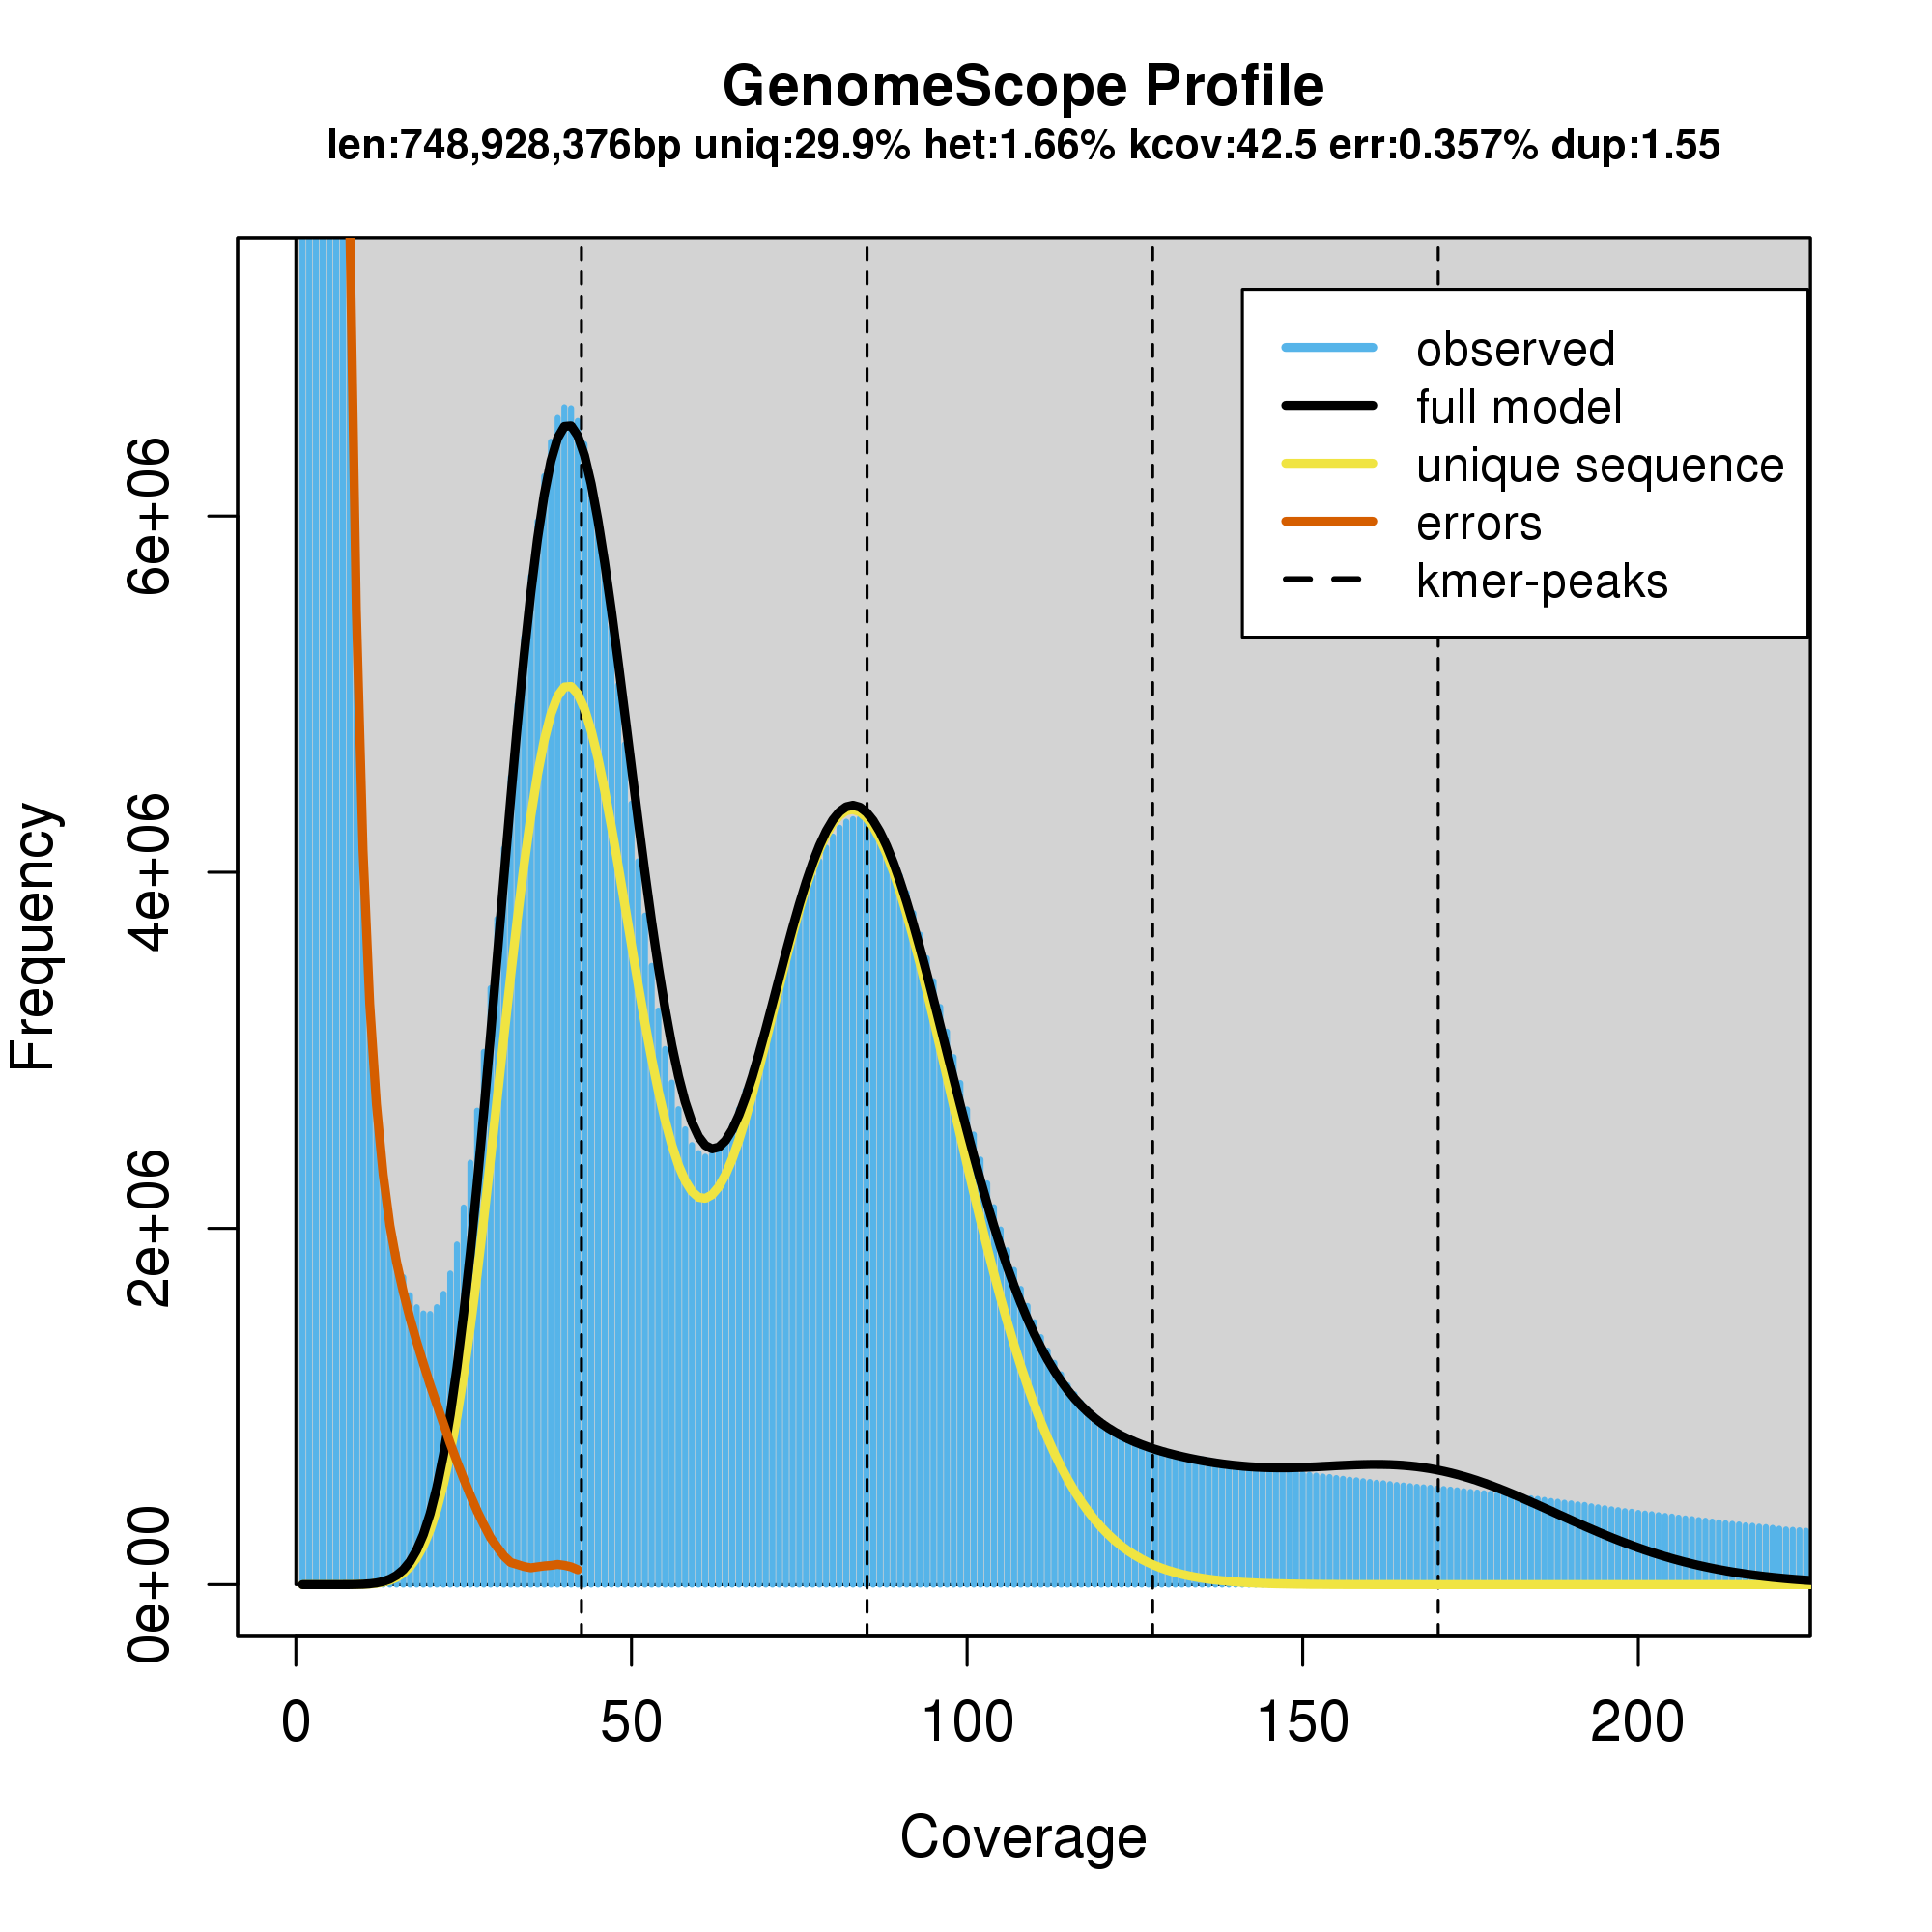 GenomeScope Profile
len:748,928,376bp uniq:29.9% het:1.66% kcov:42.5 err:0.357% dup:1.55
observed
full model
unique sequence
errors
kmer-peaks
Frequency
6e+06
4e+06
2e+06
0e+00
0 50 100 150 200
Coverage